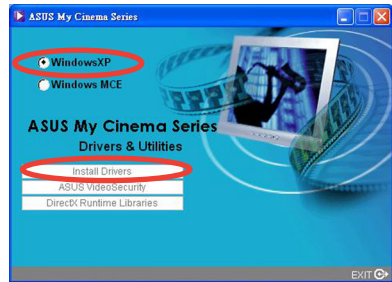 ASUS My Cinema Series
WindowsXP
Windows MCE
ASUS My Cinema Series
Drivers & Utilities
Install Drivers
ASUS VideoSecurity
DirectX Runtime Libraries
EXIT